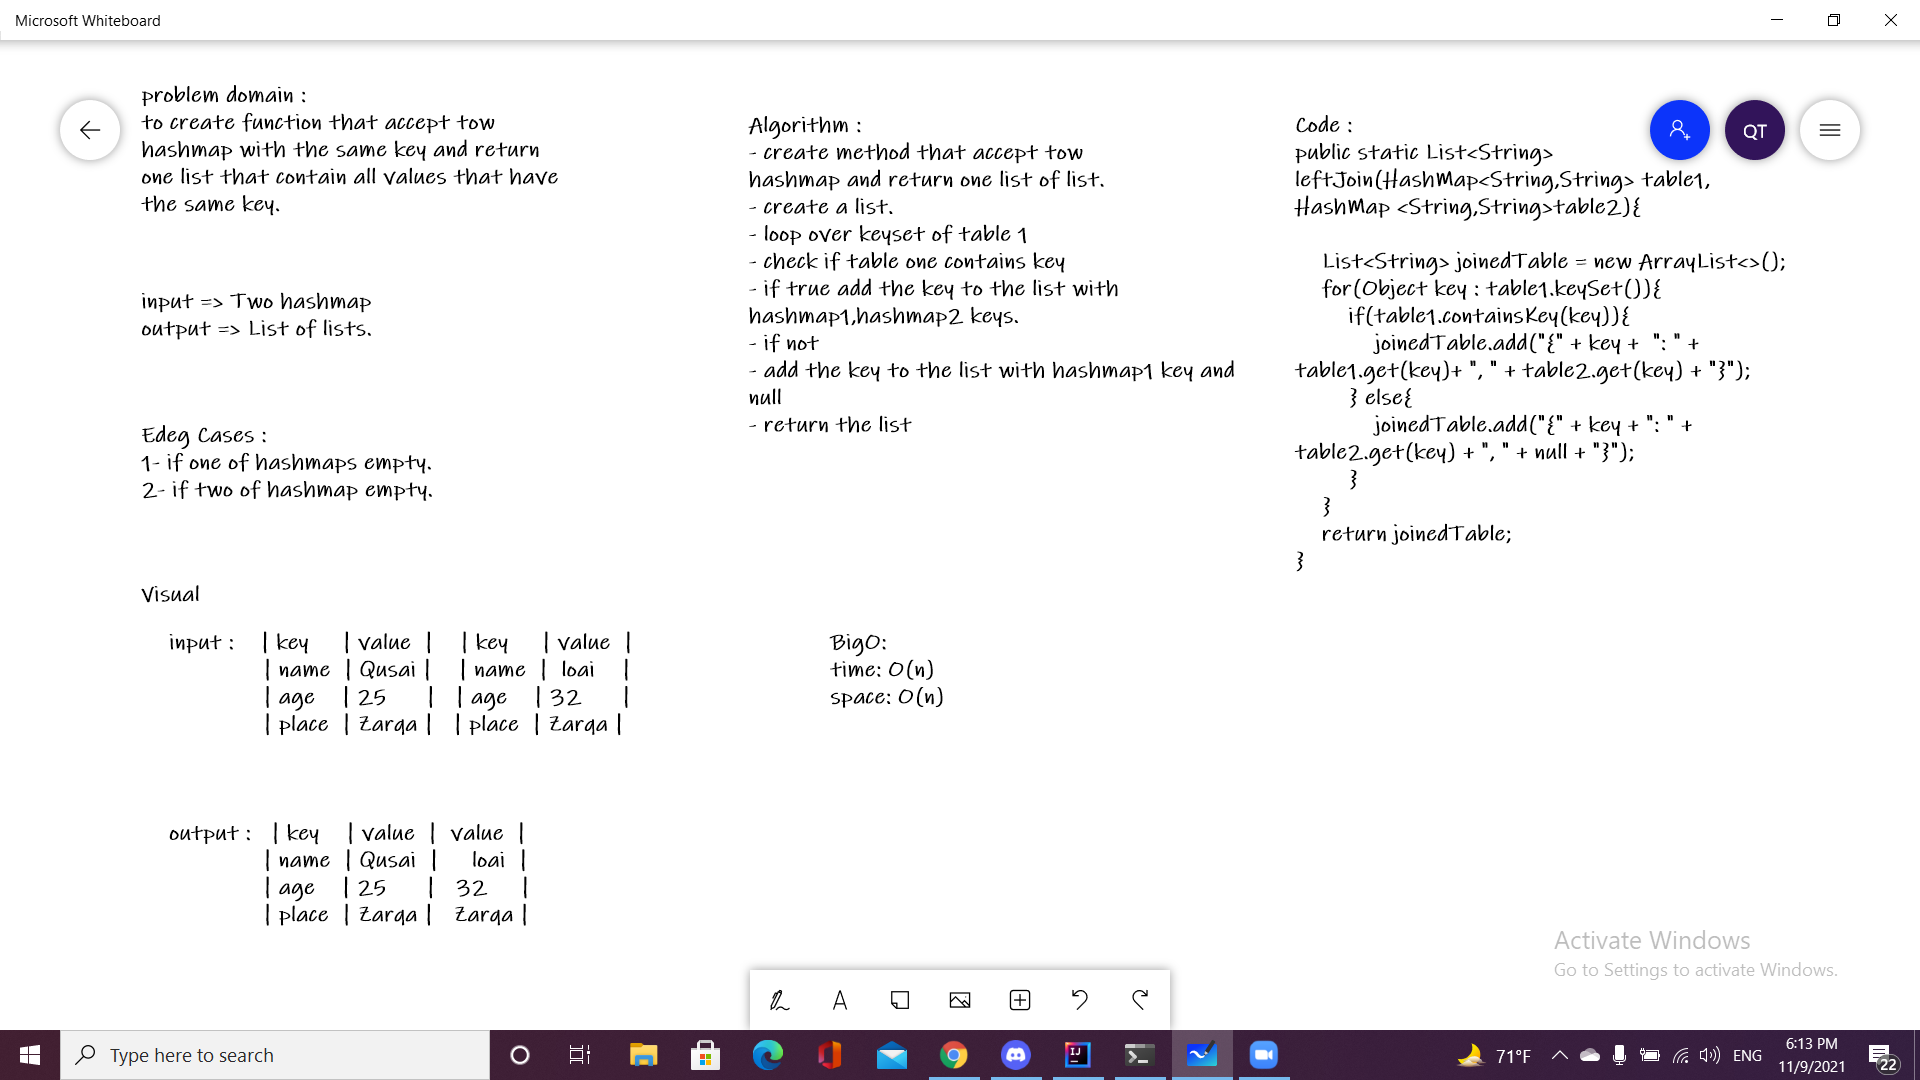 Microsoft Whiteboard
problem domain :
to create function that accept tow
hashmap with the same key and return
one list that contain all values that have
the same key.
input => Two hashmap
output => List of lists.
Edeg Cases :
1- if one of hashmaps empty.
2- if two of hashmap empty.
Visual
input : | key | value | | key | value |
| name | Qusai | | name | loai |
| age | 25 | | age | 32 |
| place | Zarqa | | place | Zarqa |
output : | key | value | value |
| name | Qusai | loai |
| age | 25 | 32 |
| place | Zarqa | Zarqa |
Algorithm :
- create method that accept tow
hashmap and return one list of list.
- create a list.
- loop over keyset of table 1
- check if table one contains key
- if true add the key to the list with
hashmap1,hashmap2 keys.
- if not
- add the key to the list with hashmap1 key and
null
- return the list
BigO:
time: O(n)
space: O(n)
Code :
public static List<String>
leftJoin(HashMap<String,String> table1,
HashMap <String,String>table2){
List<String> joinedTable = new ArrayList<>();
for(Object key : table1.keySet()){
if(table1.containsKey(key)){
joinedTable.add("{" + key + ": " +
table1.get(key)+ ", " + table2.get(key) + "}");
} else{
joinedTable.add("{" + key + ": " +
table2.get(key) + ", " + null + "}");
}
}
return joinedTable;
}
QT
Activate Windows
Go to Settings to activate Windows.
Type here to search
71°F
ENG
6:13 PM
11/9/2021
22